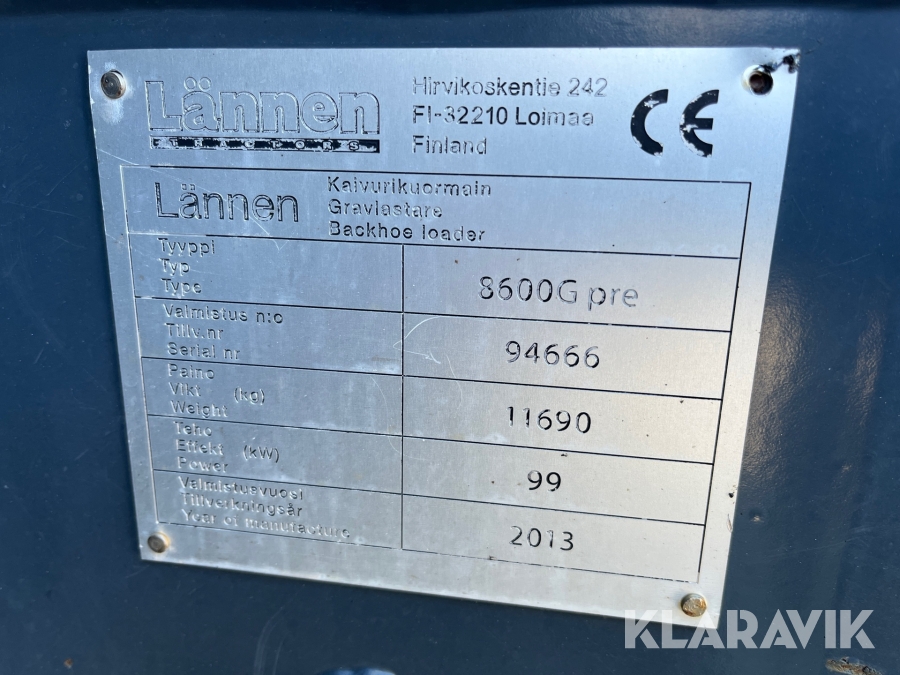 Lännen
TRACTORS
Hirvikoskentie 242
FI-32210 Loimaa
Finland
CE
Lännen
Kaivurikuormain
Grävlastare
Backhoe loader
Tyyppi
Typ
Type
8600G pre
Valmistus n:o
Tillv.nr
Serial nr
94666
Paino
Vikt (kg)
Weight
11690
Teho
Effekt (kW)
Power
99
Valmistusvuosi
Tillverkningsår
Year of manufacture
2013
KLARAVIK